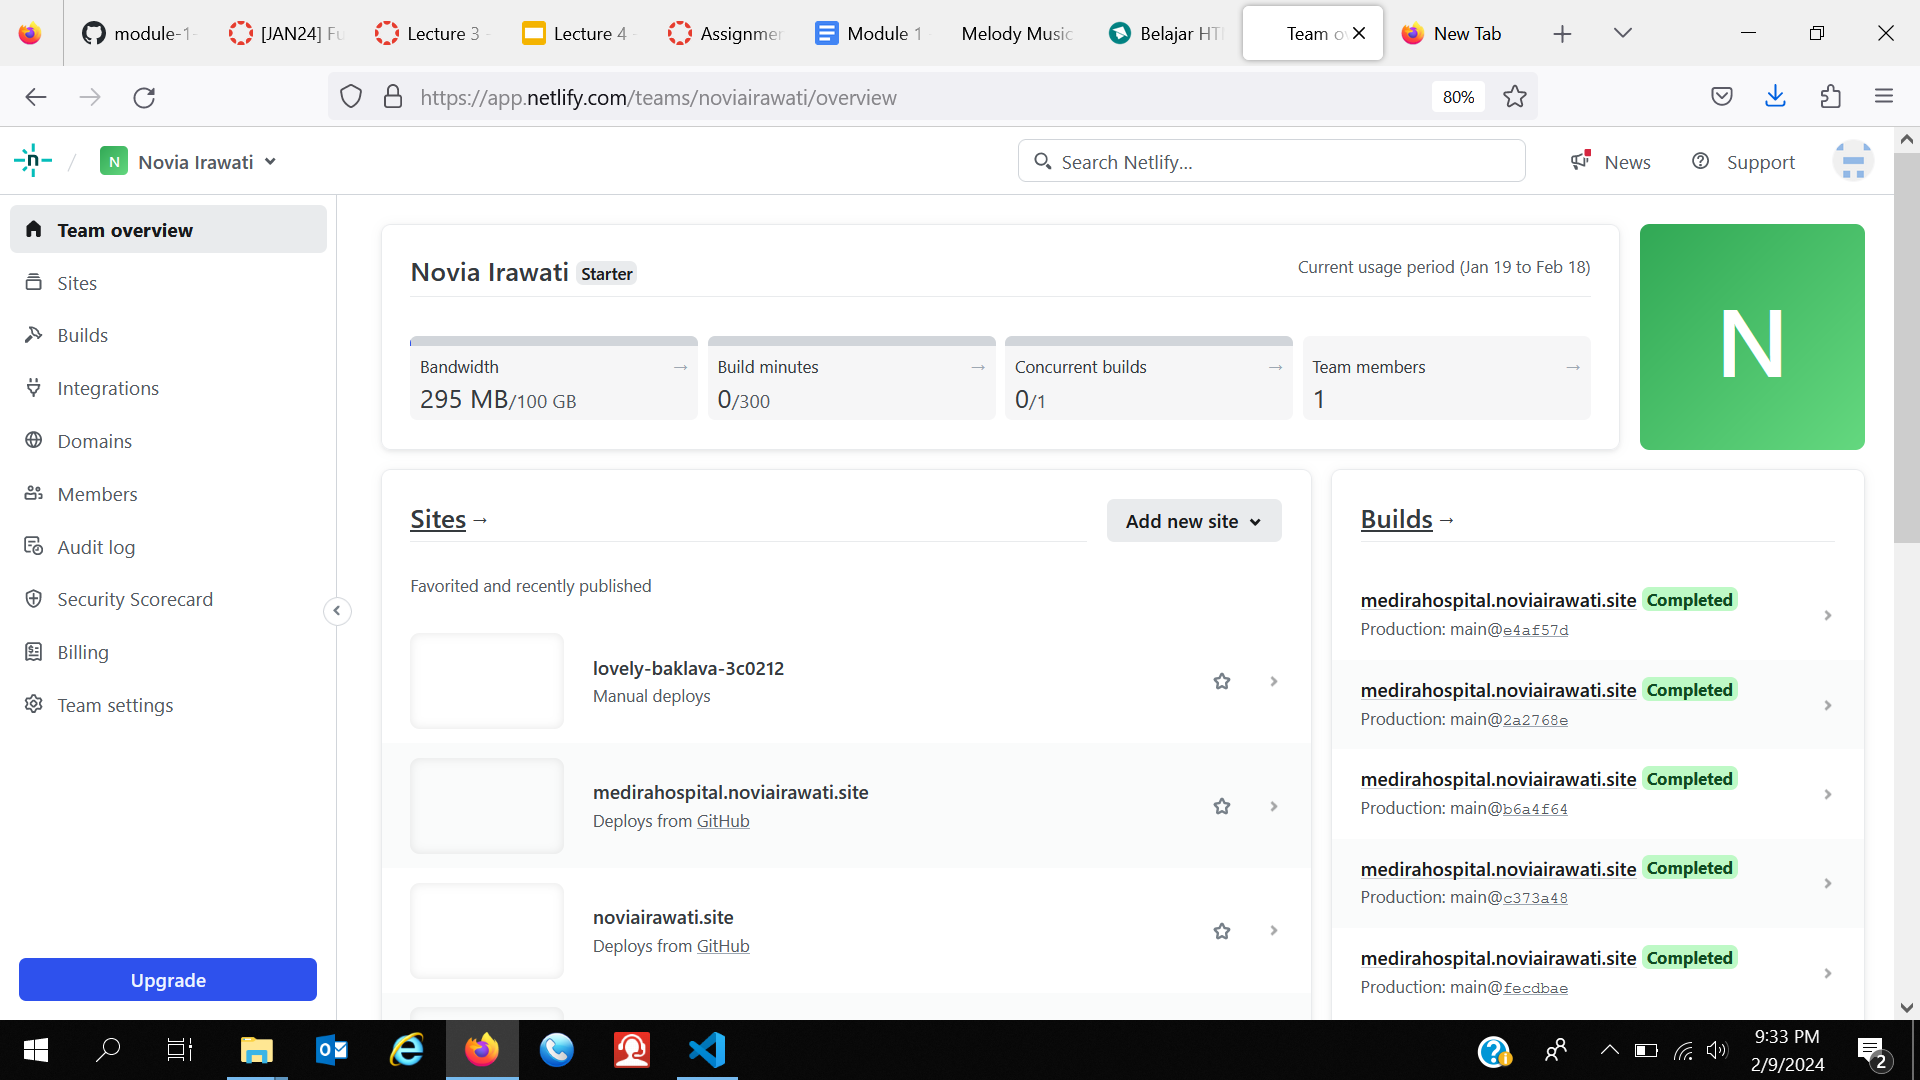 module-1-
[JAN24] Fu
Lecture 3 -
Lecture 4 -
Assignmen
Module 1 -
Melody Music
Belajar HT
Team ov
New Tab
https://app.netlify.com/teams/noviairawati/overview
80%
n
/
N
Novia Irawati
Search Netlify...
News
Support
Team overview
Sites
Builds
Integrations
Domains
Members
Audit log
Security Scorecard
Billing
Team settings
Upgrade
Novia Irawati Starter
Current usage period (Jan 19 to Feb 18)
Bandwidth →
295 MB/100 GB
Build minutes →
0/300
Concurrent builds →
0/1
Team members →
1
N
Sites →
Add new site
Favorited and recently published
lovely-baklava-3c0212
Manual deploys
medirahospital.noviairawati.site
Deploys from GitHub
noviairawati.site
Deploys from GitHub
Builds →
medirahospital.noviairawati.site Completed
Production: main@e4af57d
medirahospital.noviairawati.site Completed
Production: main@2a2768e
medirahospital.noviairawati.site Completed
Production: main@b6a4f64
medirahospital.noviairawati.site Completed
Production: main@c373a48
medirahospital.noviairawati.site Completed
Production: main@fecdbae
9:33 PM
2/9/2024
2